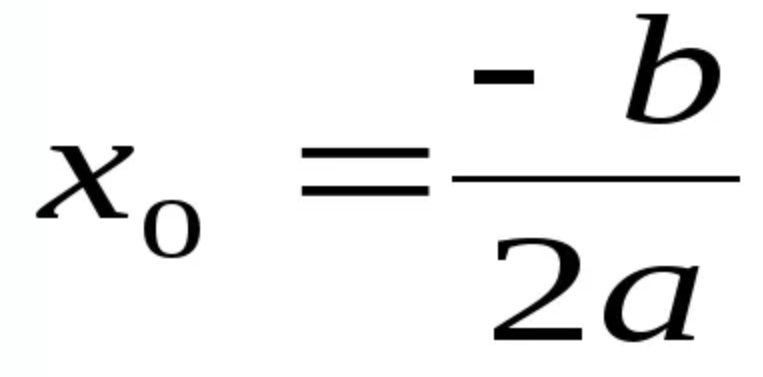 x₀ = - b / 2a